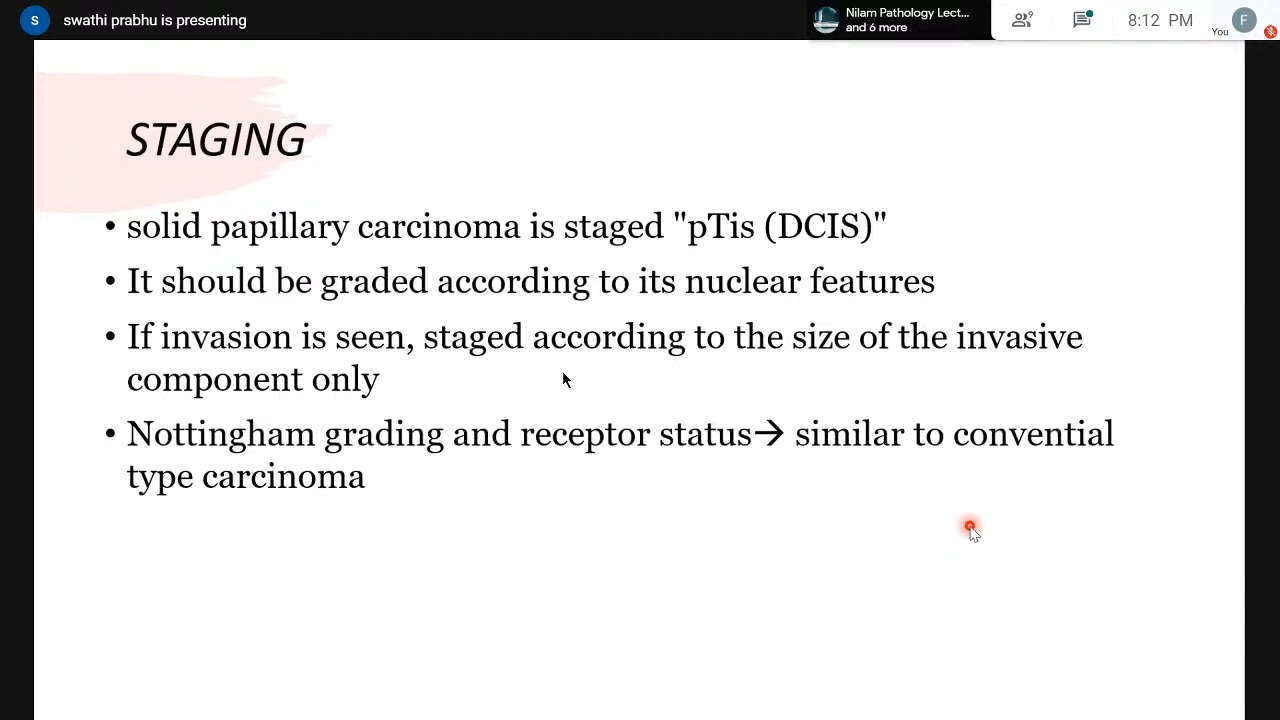 S swathi prabhu is presenting
Nilam Pathology Lect...
and 6 more
9
8:12 PM
You
F
STAGING
• solid papillary carcinoma is staged "pTis (DCIS)"
• It should be graded according to its nuclear features
• If invasion is seen, staged according to the size of the invasive
component only
• Nottingham grading and receptor status→ similar to convential
type carcinoma